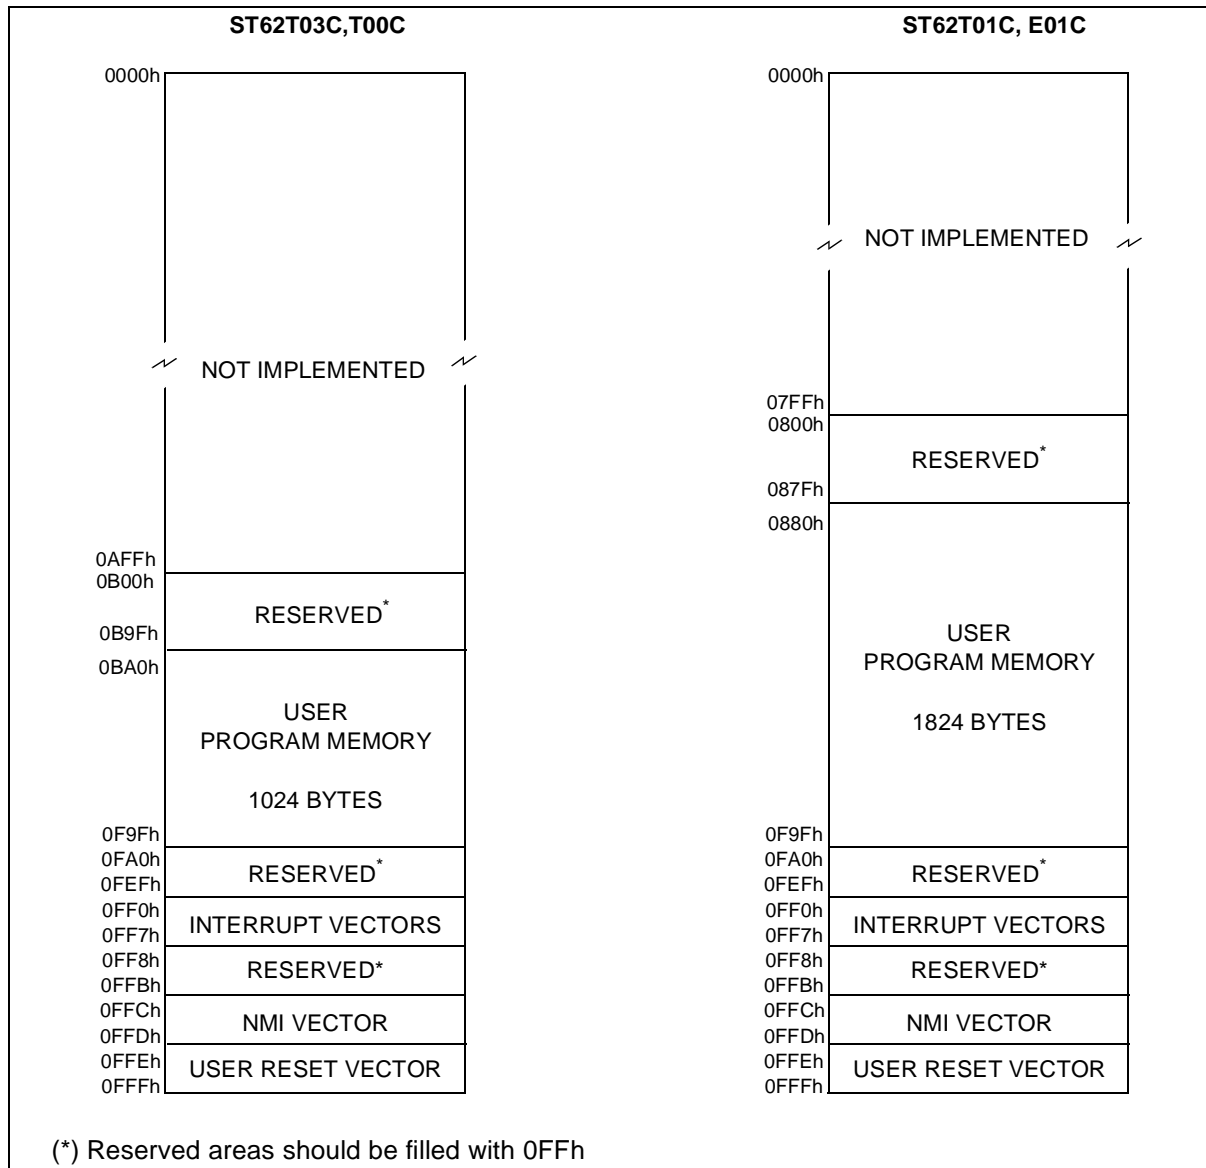 ST62T03C,T00C
0000h
NOT IMPLEMENTED
0AFFh
0B00h
RESERVED*
0B9Fh
0BA0h
USER
PROGRAM MEMORY
1024 BYTES
0F9Fh
0FA0h
RESERVED*
0FEFh
0FF0h
INTERRUPT VECTORS
0FF7h
0FF8h
RESERVED*
0FFBh
0FFCh
NMI VECTOR
0FFDh
0FFEh
USER RESET VECTOR
0FFFh
ST62T01C, E01C
0000h
NOT IMPLEMENTED
07FFh
0800h
RESERVED*
087Fh
0880h
USER
PROGRAM MEMORY
1824 BYTES
0F9Fh
0FA0h
RESERVED*
0FEFh
0FF0h
INTERRUPT VECTORS
0FF7h
0FF8h
RESERVED*
0FFBh
0FFCh
NMI VECTOR
0FFDh
0FFEh
USER RESET VECTOR
0FFFh
(*) Reserved areas should be filled with 0FFh